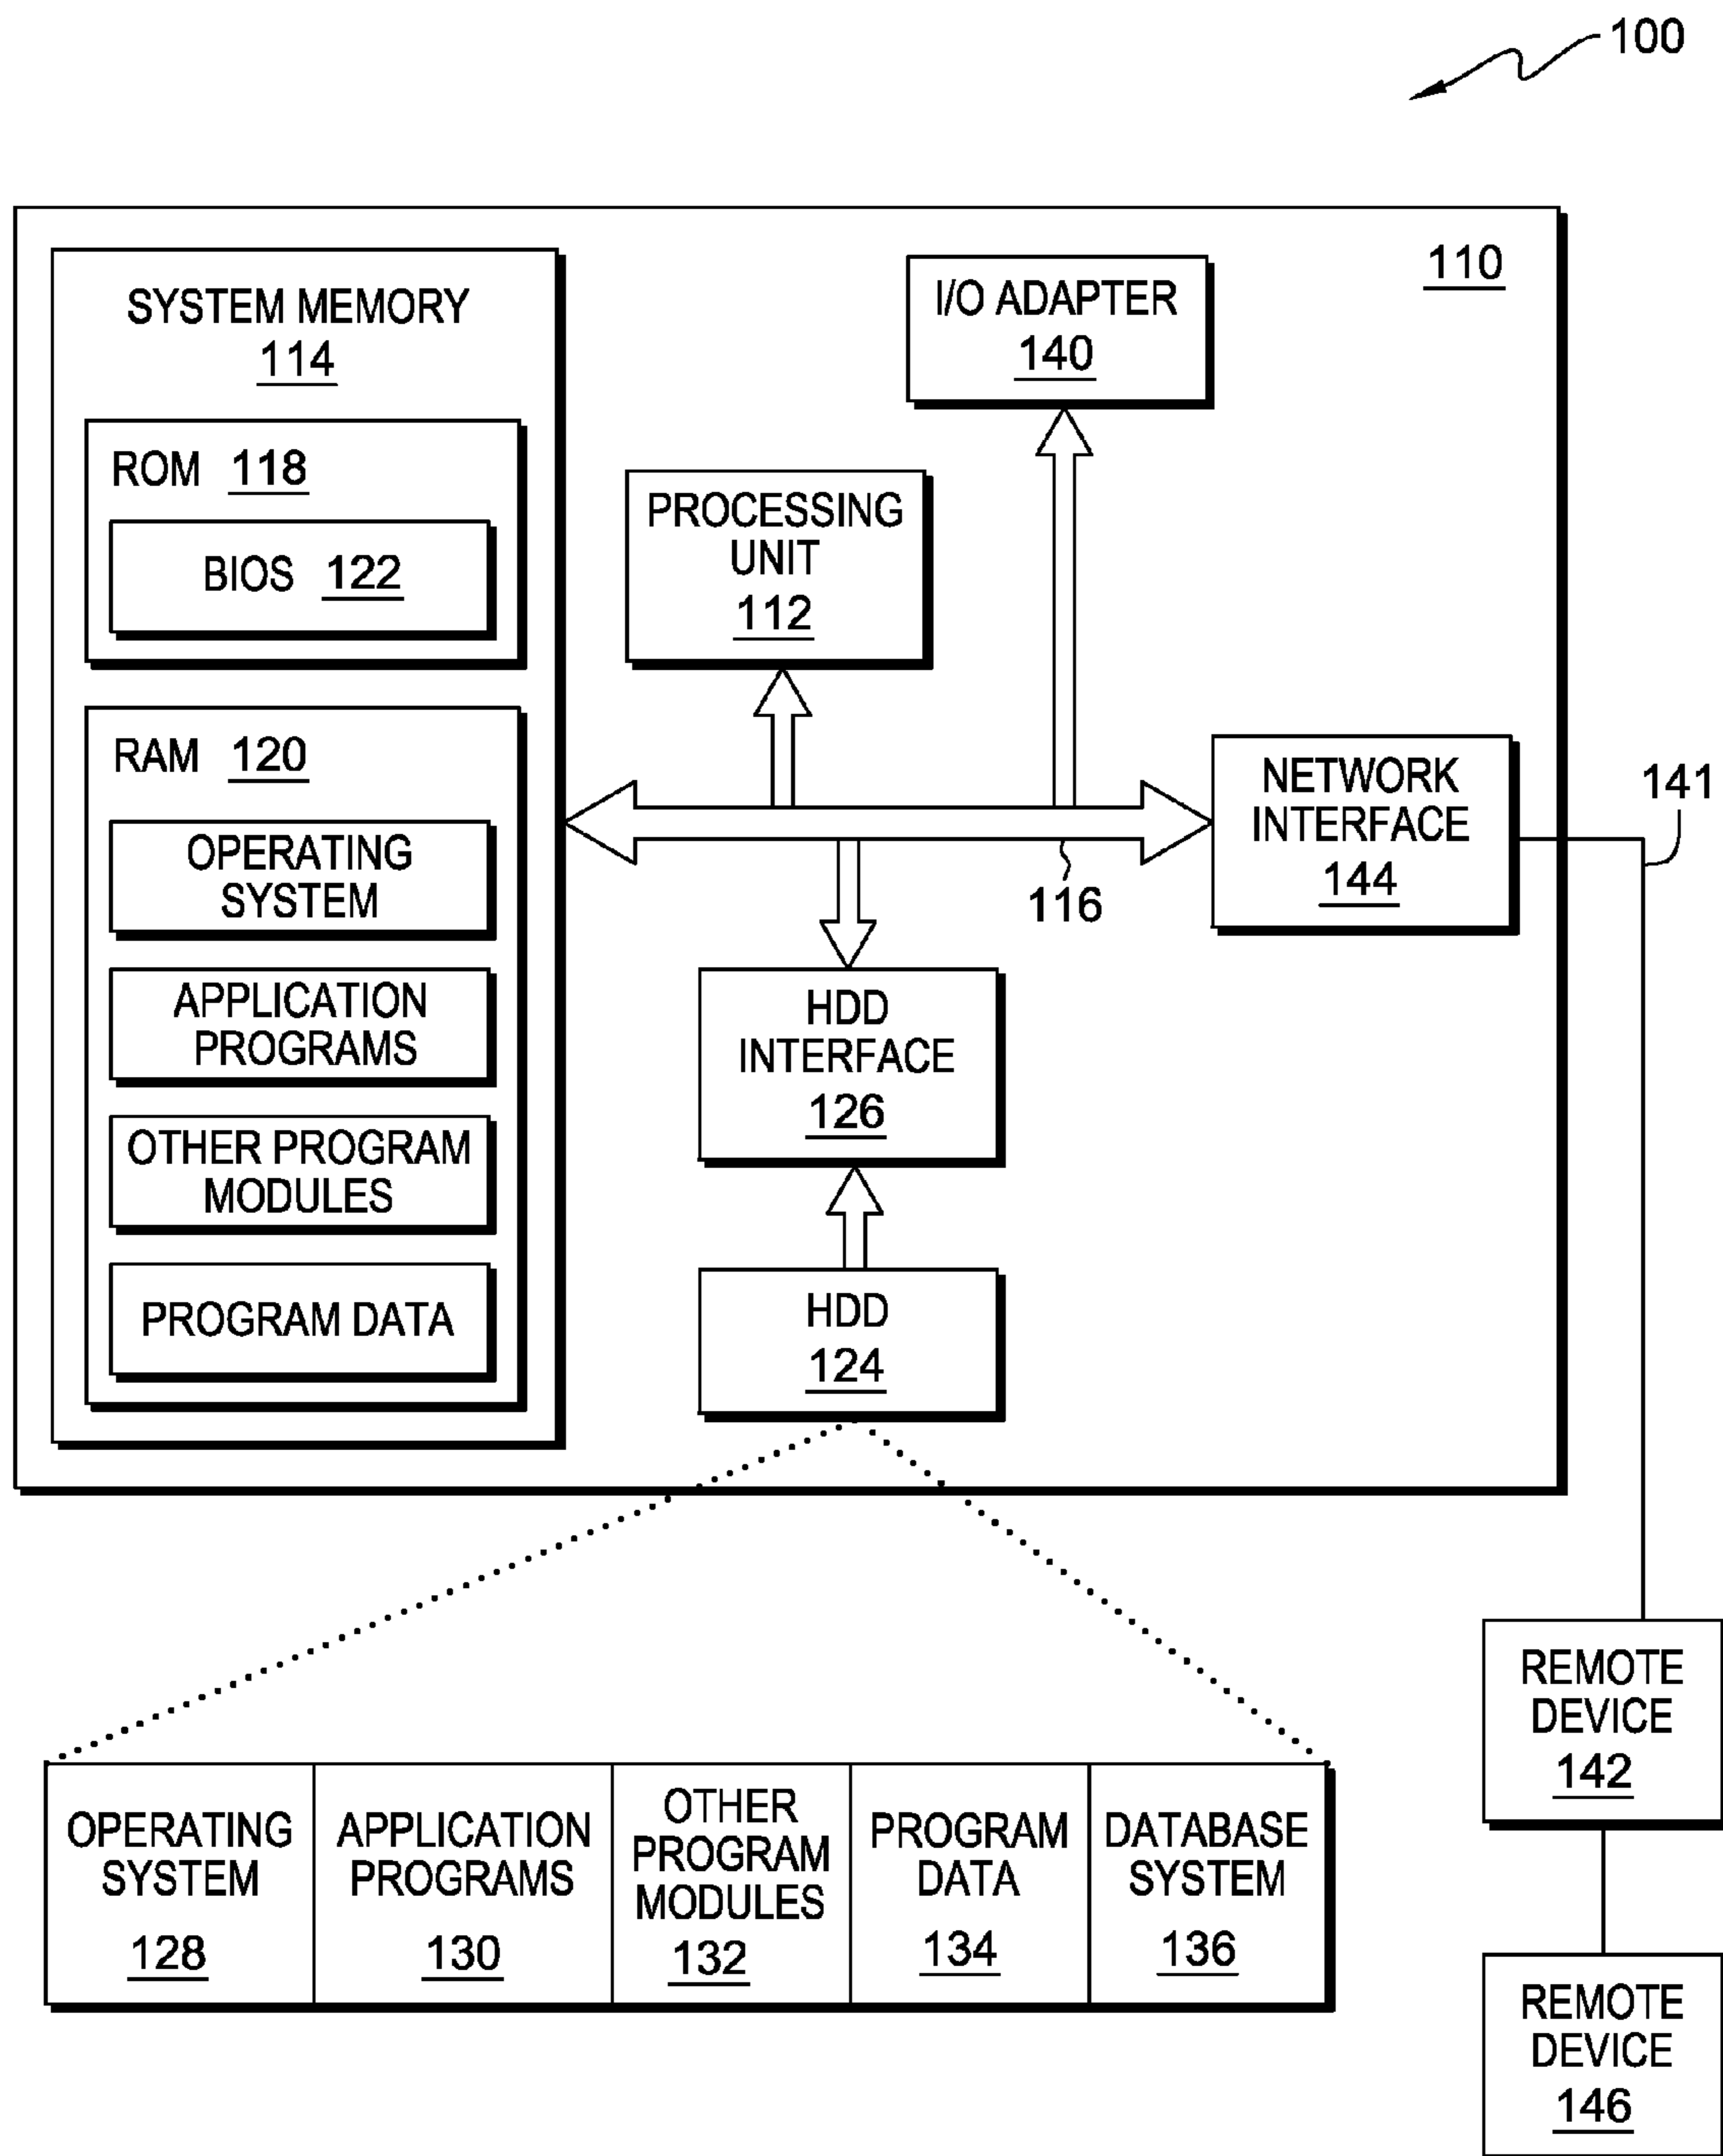 100
110
SYSTEM MEMORY
114
ROM 118
BIOS 122
RAM 120
OPERATING
SYSTEM
APPLICATION
PROGRAMS
OTHER PROGRAM
MODULES
PROGRAM DATA
I/O ADAPTER
140
PROCESSING
UNIT
112
NETWORK
INTERFACE
144
141
116
HDD
INTERFACE
126
HDD
124
OPERATING
SYSTEM
128
APPLICATION
PROGRAMS
130
OTHER
PROGRAM
MODULES
132
PROGRAM
DATA
134
DATABASE
SYSTEM
136
REMOTE
DEVICE
142
REMOTE
DEVICE
146